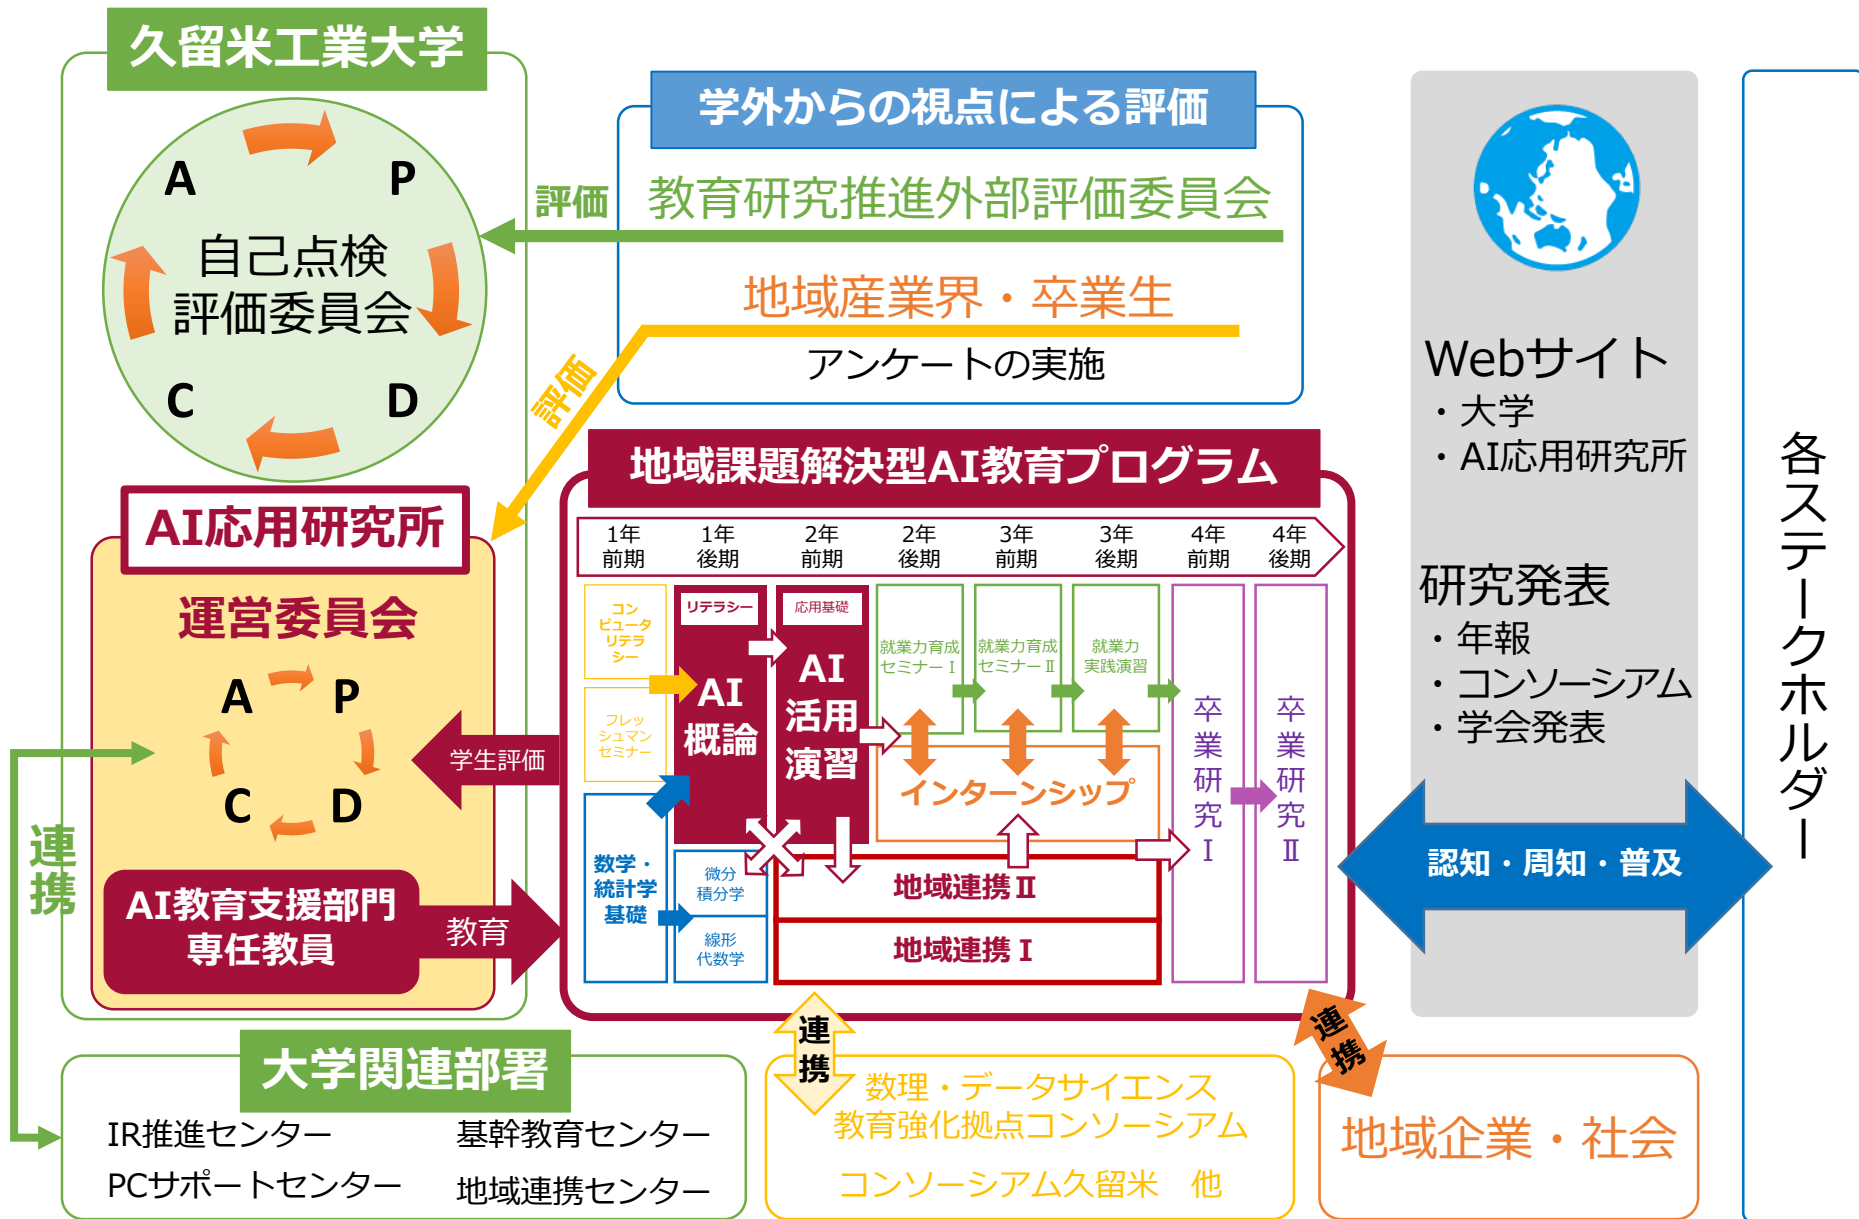 久留米工業大学
A
P
自己点検
評価委員会
C
D
学外からの視点による評価
評価
教育研究推進外部評価委員会
地域産業界・卒業生
評価
アンケートの実施
AI応用研究所
運営委員会
A
P
C
D
学生評価
AI教育支援部門
専任教員
教育
連携
地域課題解決型AI教育プログラム
1年
前期
1年
後期
2年
前期
2年
後期
3年
前期
3年
後期
4年
前期
4年
後期
コン
ピュータ
リテラ
シー
フレッ
シュマン
セミナー
数学・
統計学
基礎
リテラシー
AI
概論
微分
積分学
線形
代数学
応用基礎
AI
活用
演習
就業力育成
セミナーⅠ
就業力育成
セミナーⅡ
就業力
実践演習
インターンシップ
地域連携Ⅱ
地域連携Ⅰ
卒業研究Ⅰ
卒業研究Ⅱ
Webサイト
・大学
・AI応用研究所
研究発表
・年報
・コンソーシアム
・学会発表
認知・周知・普及
各ステークホルダー
大学関連部署
IR推進センター
基幹教育センター
PCサポートセンター
地域連携センター
連携
数理・データサイエンス
教育強化拠点コンソーシアム
コンソーシアム久留米　他
連携
地域企業・社会